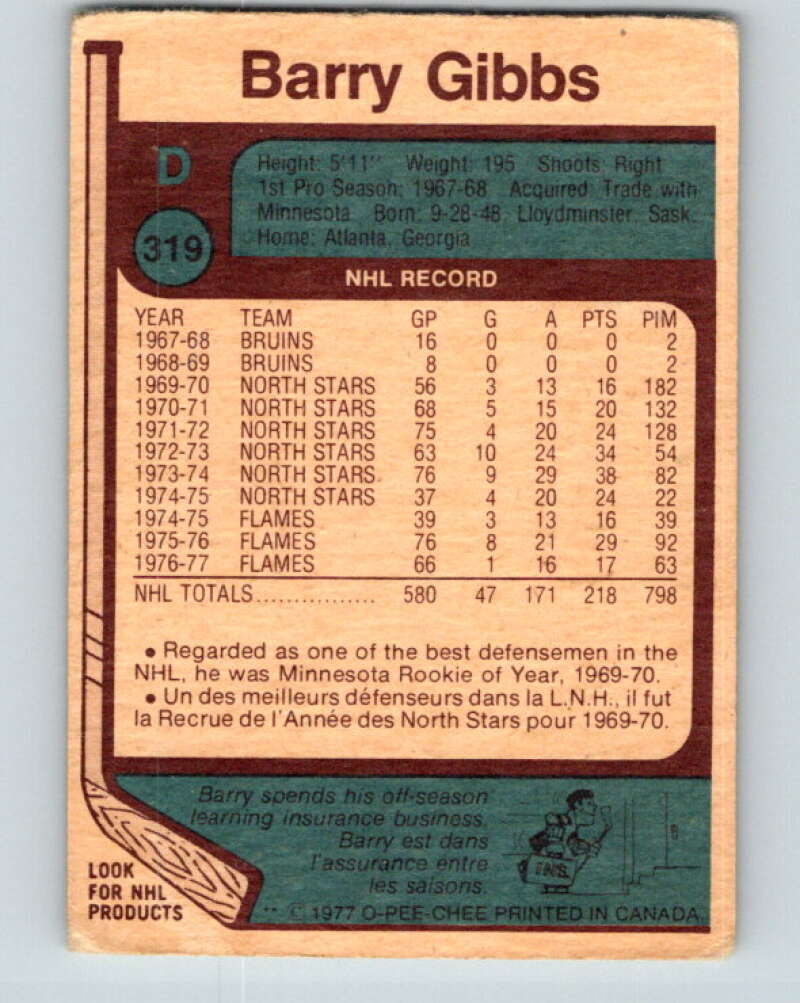 Barry Gibbs
D
319
Height: 5'11" Weight: 195 Shoots: Right
1st Pro Season: 1967-68 Acquired: Trade with
Minnesota Born: 9-28-48, Lloydminster, Sask.
Home: Atlanta, Georgia
NHL RECORD
YEAR TEAM GP G A PTS PIM
1967-68 BRUINS 16 0 0 0 2
1968-69 BRUINS 8 0 0 0 2
1969-70 NORTH STARS 56 3 13 16 182
1970-71 NORTH STARS 68 5 15 20 132
1971-72 NORTH STARS 75 4 20 24 128
1972-73 NORTH STARS 63 10 24 34 54
1973-74 NORTH STARS 76 9 29 38 82
1974-75 NORTH STARS 37 4 20 24 22
1974-75 FLAMES 39 3 13 16 39
1975-76 FLAMES 76 8 21 29 92
1976-77 FLAMES 66 1 16 17 63
NHL TOTALS................ 580 47 171 218 798
• Regarded as one of the best defensemen in the
NHL, he was Minnesota Rookie of Year, 1969-70.
• Un des meilleurs défenseurs dans la L.N.H., il fut
la Recrue de l'Année des North Stars pour 1969-70.
Barry spends his off-season
learning insurance business.
Barry est dans
l'assurance entre
les saisons.
INS.
LOOK
FOR NHL
PRODUCTS
** © 1977 O-PEE-CHEE PRINTED IN CANADA